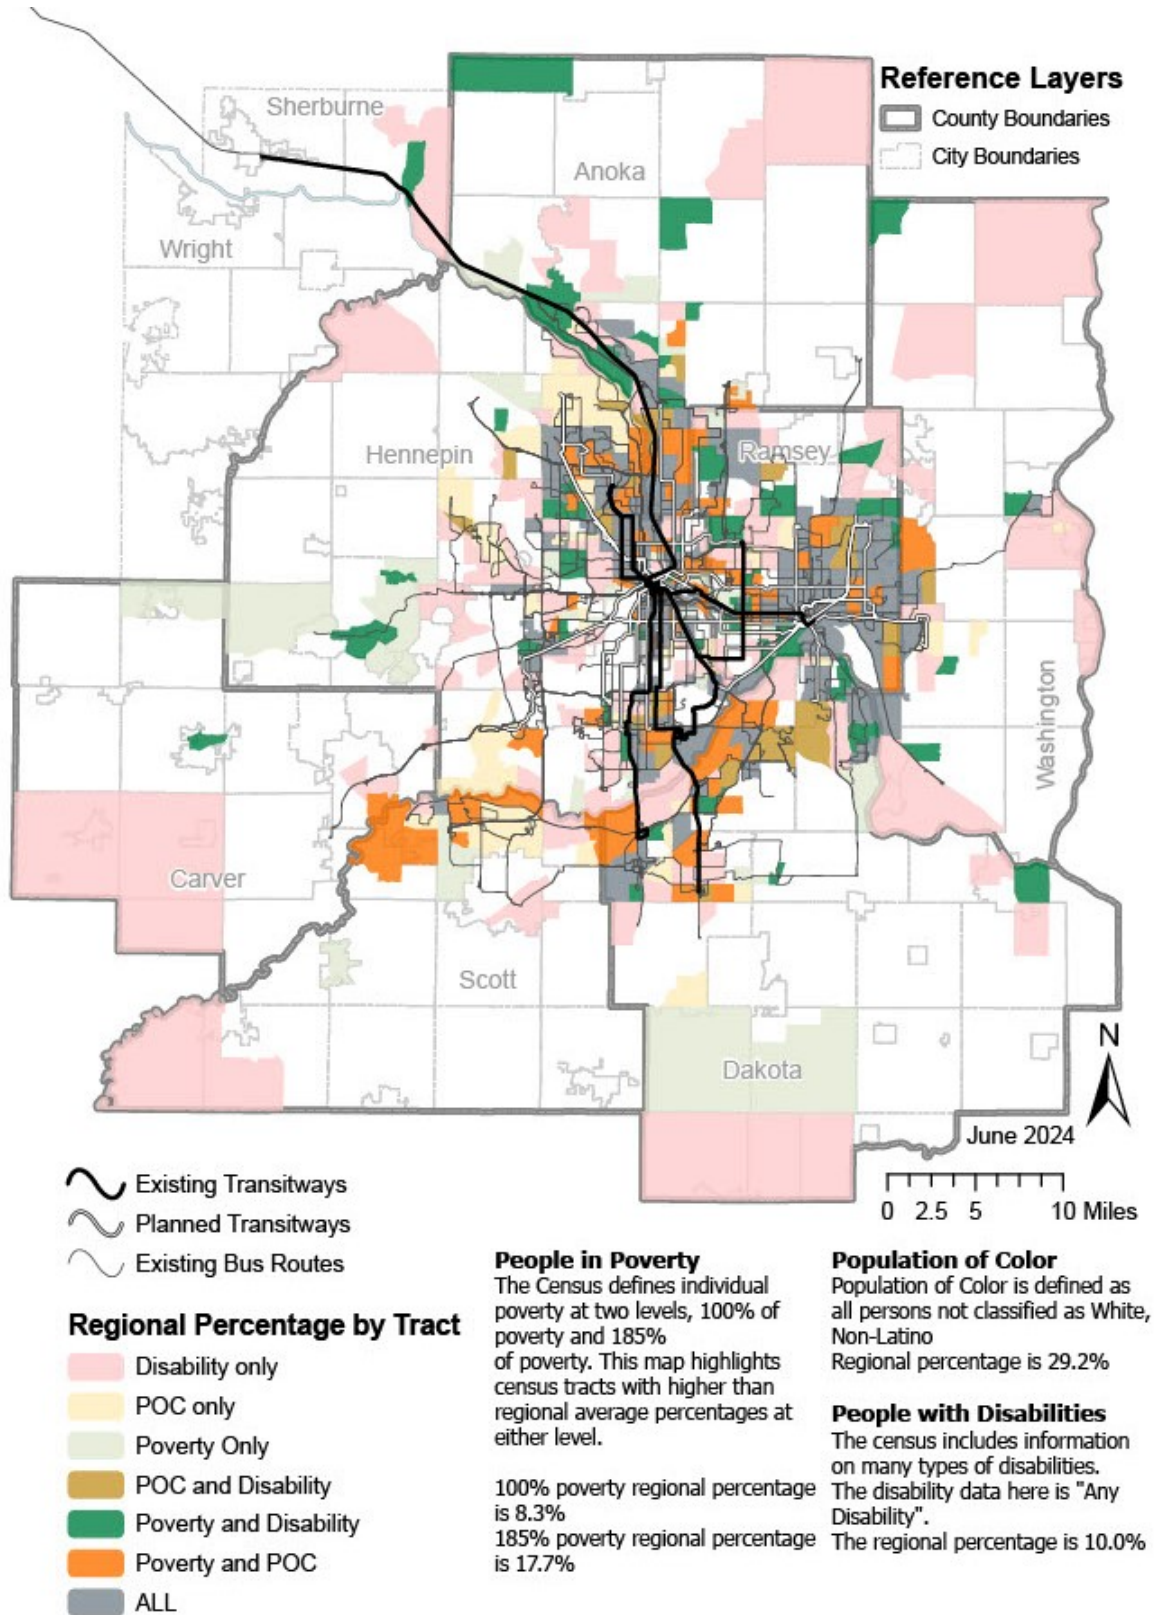 Sherburne
Anoka
Wright
Hennepin
Ramsey
Washington
Carver
Scott
Dakota
Reference Layers
County Boundaries
City Boundaries
N
June 2024
0 2.5 5 10 Miles
Existing Transitways
Planned Transitways
Existing Bus Routes
Regional Percentage by Tract
Disability only
POC only
Poverty Only
POC and Disability
Poverty and Disability
Poverty and POC
ALL
People in Poverty
The Census defines individual
poverty at two levels, 100% of
poverty and 185%
of poverty. This map highlights
census tracts with higher than
regional average percentages at
either level.
100% poverty regional percentage
is 8.3%
185% poverty regional percentage
is 17.7%
Population of Color
Population of Color is defined as
all persons not classified as White,
Non-Latino
Regional percentage is 29.2%
People with Disabilities
The census includes information
on many types of disabilities.
The disability data here is "Any
Disability".
The regional percentage is 10.0%